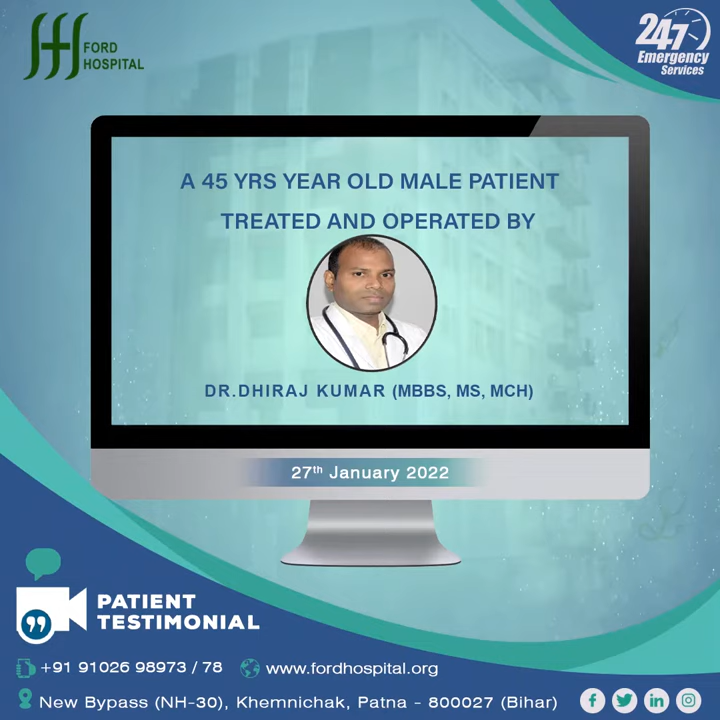 FORD
HOSPITAL
24/7
Emergency
Services
A 45 YRS YEAR OLD MALE PATIENT
TREATED AND OPERATED BY
DR.DHIRAJ KUMAR (MBBS, MS, MCH)
27th January 2022
PATIENT
TESTIMONIAL
+91 91026 98973 / 78 www.fordhospital.org
New Bypass (NH-30), Khemnichak, Patna - 800027 (Bihar)